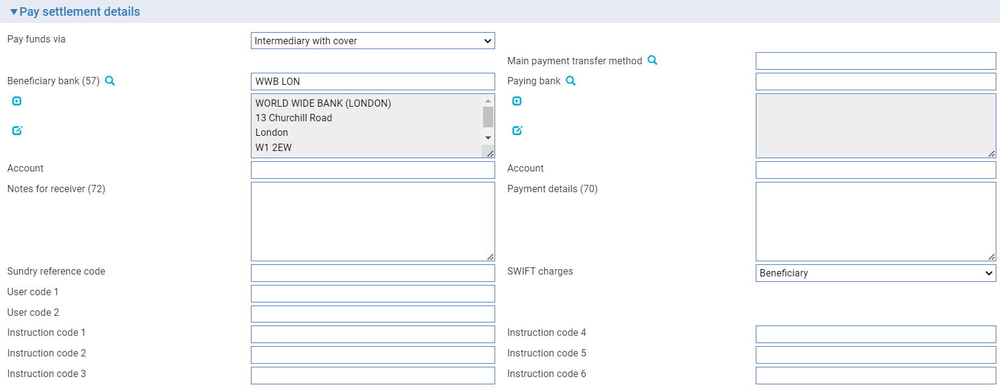 Pay settlement details
Pay funds via
Intermediary with cover
Main payment transfer method
Beneficiary bank (57)
WWB LON
Paying bank
WORLD WIDE BANK (LONDON)
13 Churchill Road
London
W1 2EW
Account
Account
Notes for receiver (72)
Payment details (70)
Sundry reference code
SWIFT charges
Beneficiary
User code 1
User code 2
Instruction code 1
Instruction code 4
Instruction code 2
Instruction code 5
Instruction code 3
Instruction code 6